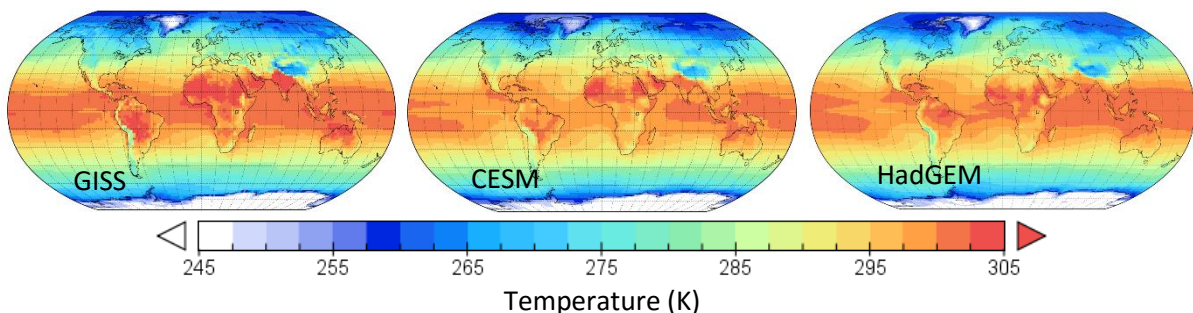 GISS
CESM
HadGEM
245 255 265 275 285 295 305
Temperature (K)